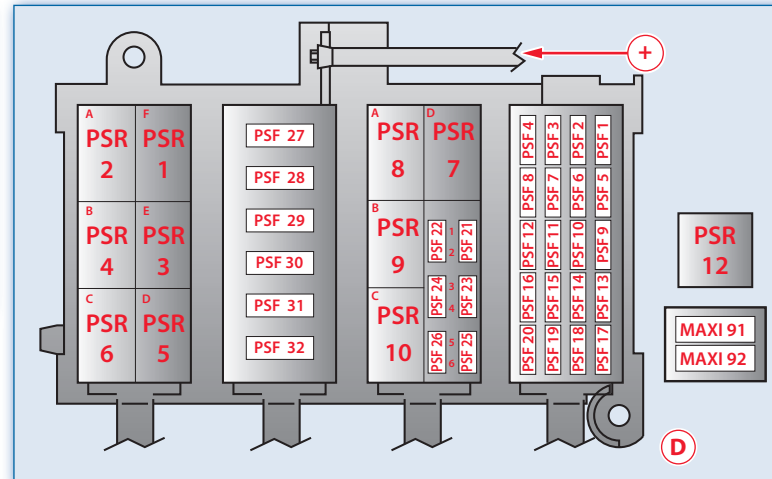 +
A
PSR
2
F
PSR
1
B
PSR
4
E
PSR
3
C
PSR
6
D
PSR
5
PSF 27
PSF 28
PSF 29
PSF 30
PSF 31
PSF 32
A
PSR
8
D
PSR
7
B
PSR
9
C
PSR
10
PSF 22
1
2
PSF 21
PSF 24
3
4
PSF 23
PSF 26
5
6
PSF 25
PSF 4
PSF 3
PSF 2
PSF 1
PSF 8
PSF 7
PSF 6
PSF 5
PSF 12
PSF 11
PSF 10
PSF 9
PSF 16
PSF 15
PSF 14
PSF 13
PSF 20
PSF 19
PSF 18
PSF 17
PSR
12
MAXI 91
MAXI 92
D